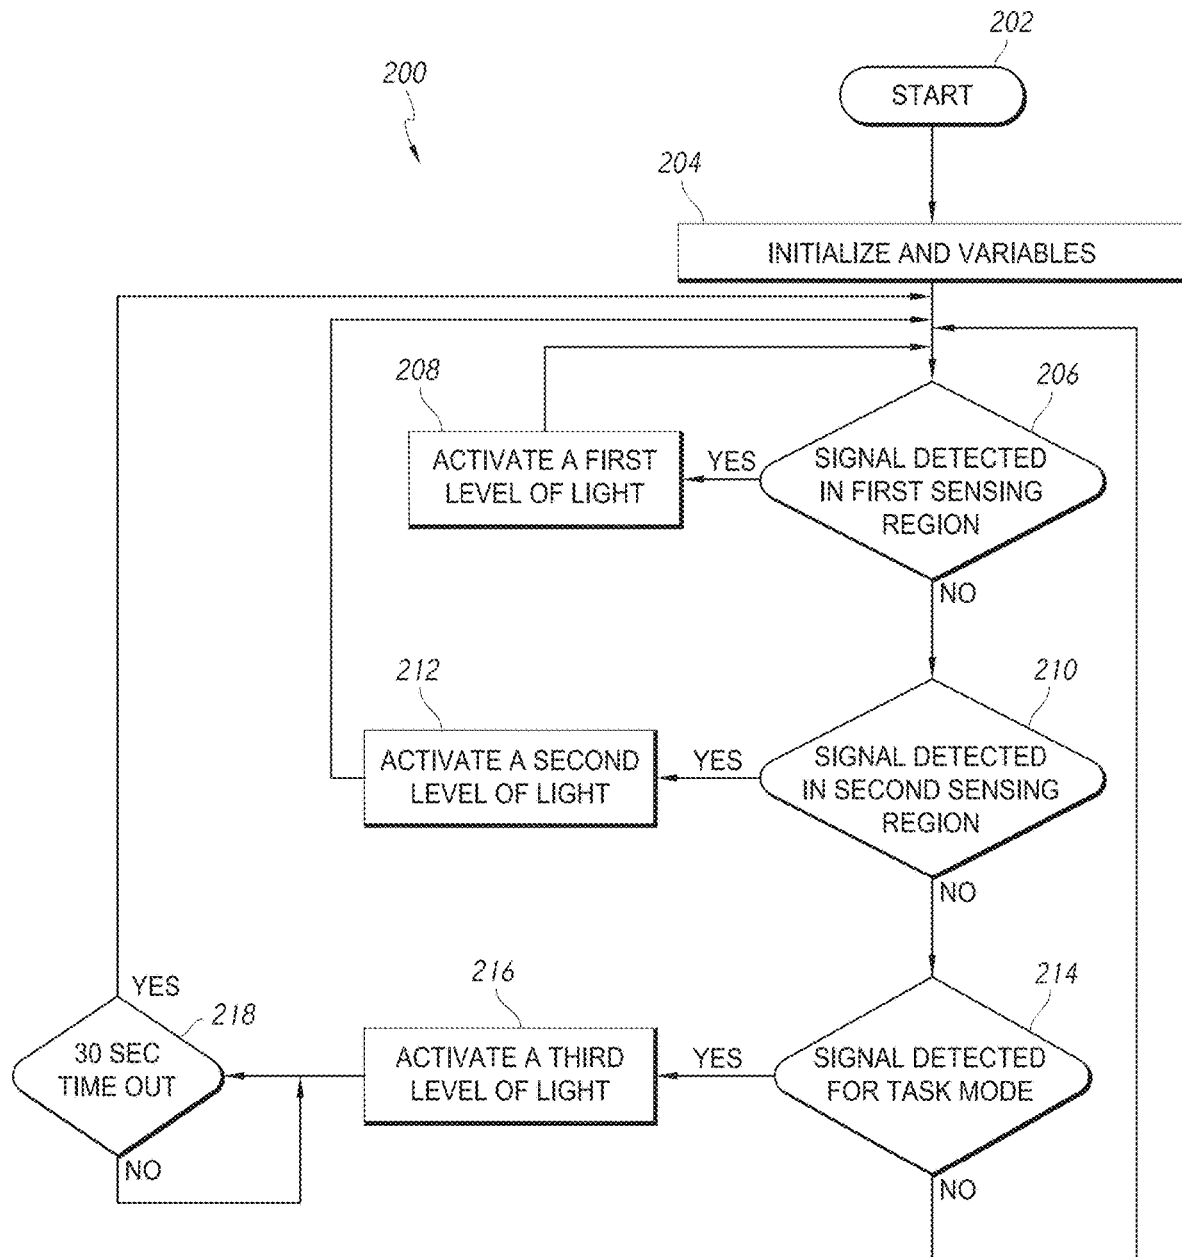 202
200
START
204
INITIALIZE AND VARIABLES
208
206
ACTIVATE A FIRST
LEVEL OF LIGHT
YES
SIGNAL DETECTED
IN FIRST SENSING
REGION
NO
212
210
ACTIVATE A SECOND
LEVEL OF LIGHT
YES
SIGNAL DETECTED
IN SECOND SENSING
REGION
NO
216
214
YES
218
30 SEC
TIME OUT
ACTIVATE A THIRD
LEVEL OF LIGHT
YES
SIGNAL DETECTED
FOR TASK MODE
NO
NO